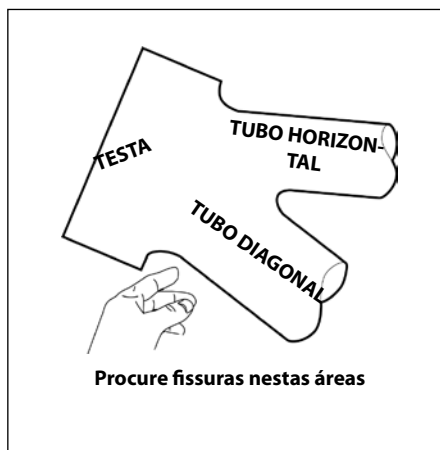 TESTA
TUBO HORIZON-
TAL
TUBO DIAGONAL
Procure fissuras nestas áreas